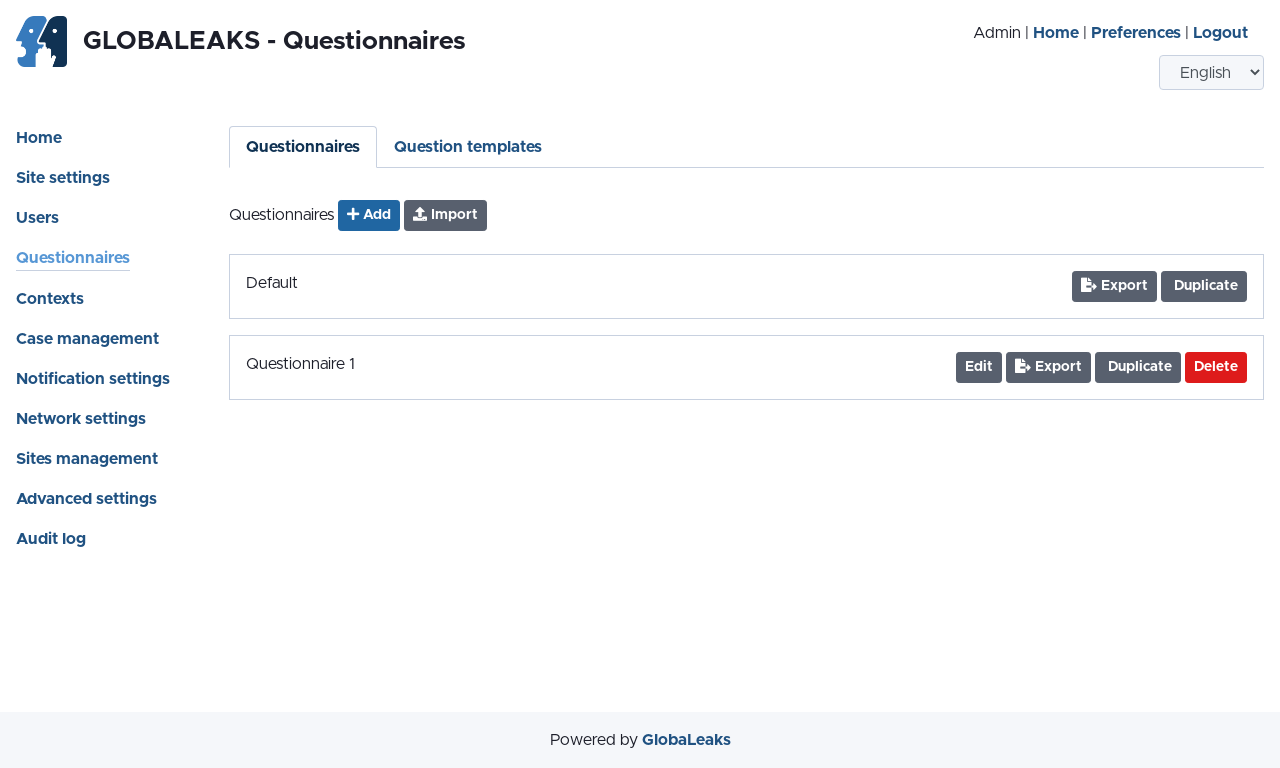 GLOBALEAKS - Questionnaires
Admin | Home | Preferences | Logout
English
Home
Site settings
Users
Questionnaires
Contexts
Case management
Notification settings
Network settings
Sites management
Advanced settings
Audit log
Questionnaires Question templates
Questionnaires Add Import
Default Export Duplicate
Questionnaire 1 Edit Export Duplicate Delete
Powered by GlobaLeaks